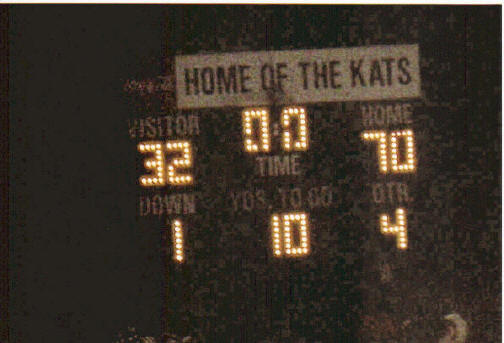 HOME OF THE KATS
VISITOR 0:0 HOME
32 TIME 70
DOWN YDS. TO GO QTR.
1 10 4